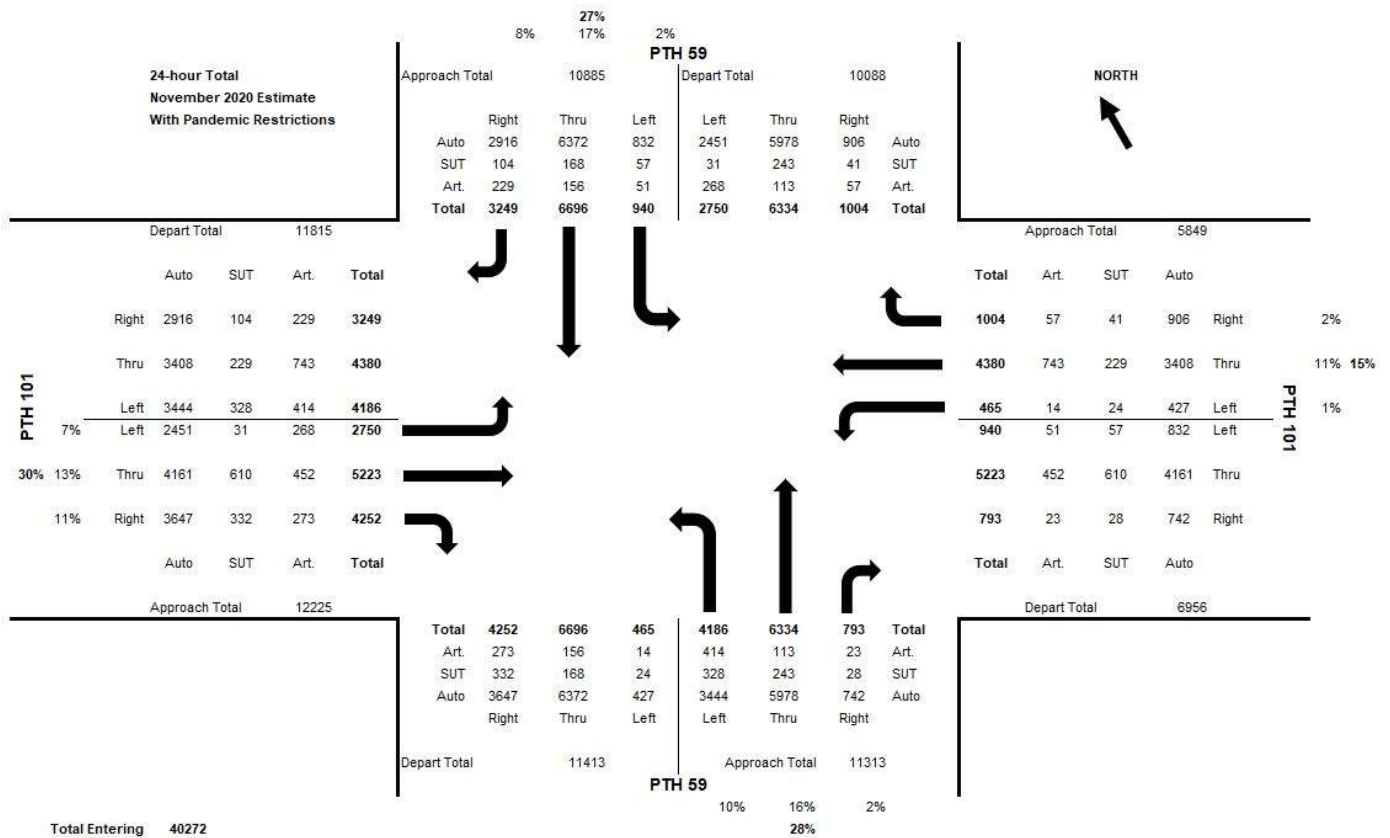 27%
8% 17% 2%
PTH 59
24-hour Total
November 2020 Estimate
With Pandemic Restrictions
Approach Total 10885 Depart Total 10088
NORTH
Right Thru Left Left Thru Right
Auto 2916 6372 832 2451 5978 906 Auto
SUT 104 168 57 31 243 41 SUT
Art. 229 156 51 268 113 57 Art.
Total 3249 6696 940 2750 6334 1004 Total
Depart Total 11815
Approach Total 5849
Auto SUT Art. Total
Total Art. SUT Auto
Right 2916 104 229 3249
1004 57 41 906 Right 2%
Thru 3408 229 743 4380
4380 743 229 3408 Thru 11% 15%
Left 3444 328 414 4186
465 14 24 427 Left 1%
PTH 101
PTH 101
7% Left 2451 31 268 2750
940 51 57 832 Left
30% 13% Thru 4161 610 452 5223
5223 452 610 4161 Thru
11% Right 3647 332 273 4252
793 23 28 742 Right
Auto SUT Art. Total
Total Art. SUT Auto
Approach Total 12225
Depart Total 6956
Total 4252 6696 465 4186 6334 793 Total
Art. 273 156 14 414 113 23 Art.
SUT 332 168 24 328 243 28 SUT
Auto 3647 6372 427 3444 5978 742 Auto
Right Thru Left Left Thru Right
Depart Total 11413 Approach Total 11313
PTH 59
10% 16% 2%
Total Entering 40272
28%